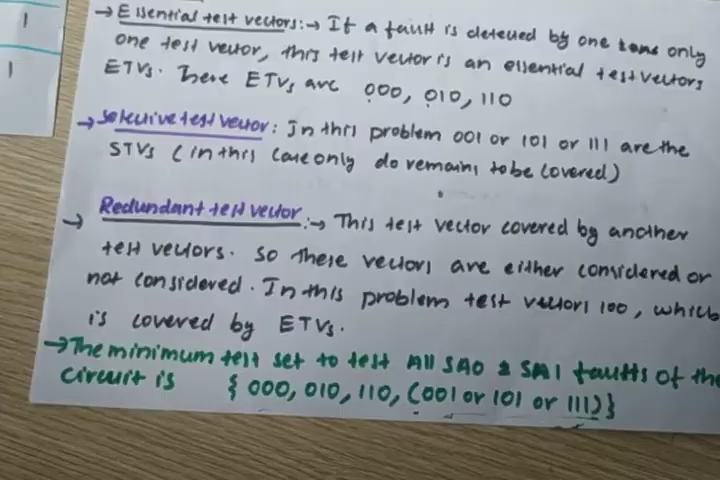 1
1
→ Essential test vectors:→ If a fault is deteued by one only
one test vector, this test vector is an essential test vectors
ETVs. There ETVs are 000, 010, 110
→ Selective test vector: In this problem 001 or 101 or 111 are the
STVs (in this case only do remains to be covered)
→ Redundant test vector:→ This test vector covered by another
test vectors. So these vectors are either considered or
not considered. In this problem test vectors 100, which
is covered by ETVs.
→ The minimum test set to test All SA0 & SA1 faults of the
circuit is { 000, 010, 110, (001 or 101 or 111)}